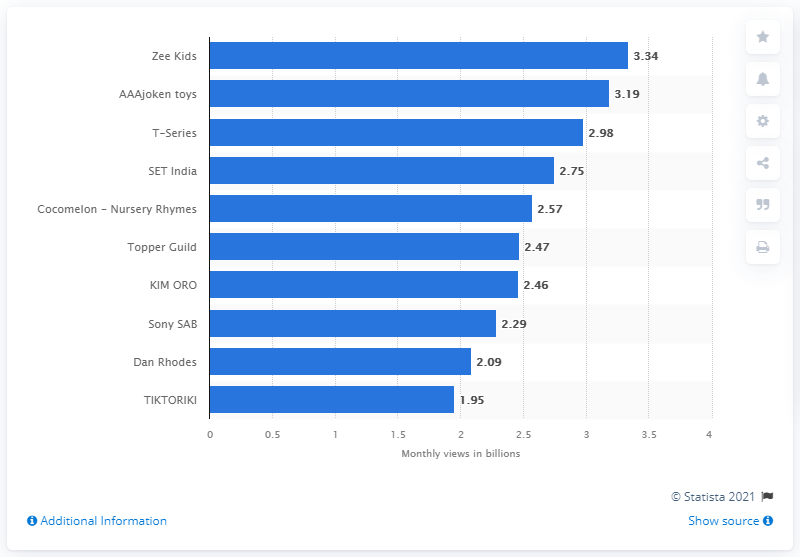 Zee Kids 3.34
AAAjoken toys 3.19
T-Series 2.98
SET India 2.75
Cocomelon - Nursery Rhymes 2.57
Topper Guild 2.47
KIM ORO 2.46
Sony SAB 2.29
Dan Rhodes 2.09
TIKTORIKI 1.95
0 0.5 1 1.5 2 2.5 3 3.5 4
Monthly views in billions
© Statista 2021
Additional Information Show source